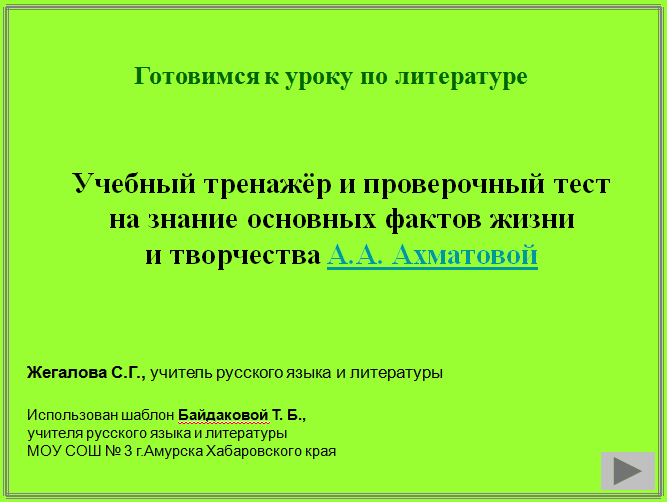 Готовимся к уроку по литературе
Учебный тренажёр и проверочный тест
на знание основных фактов жизни
и творчества А.А. Ахматовой
Жегалова С.Г., учитель русского языка и литературы
Использован шаблон Байдаковой Т. Б.,
учителя русского языка и литературы
МОУ СОШ № 3 г.Амурска Хабаровского края